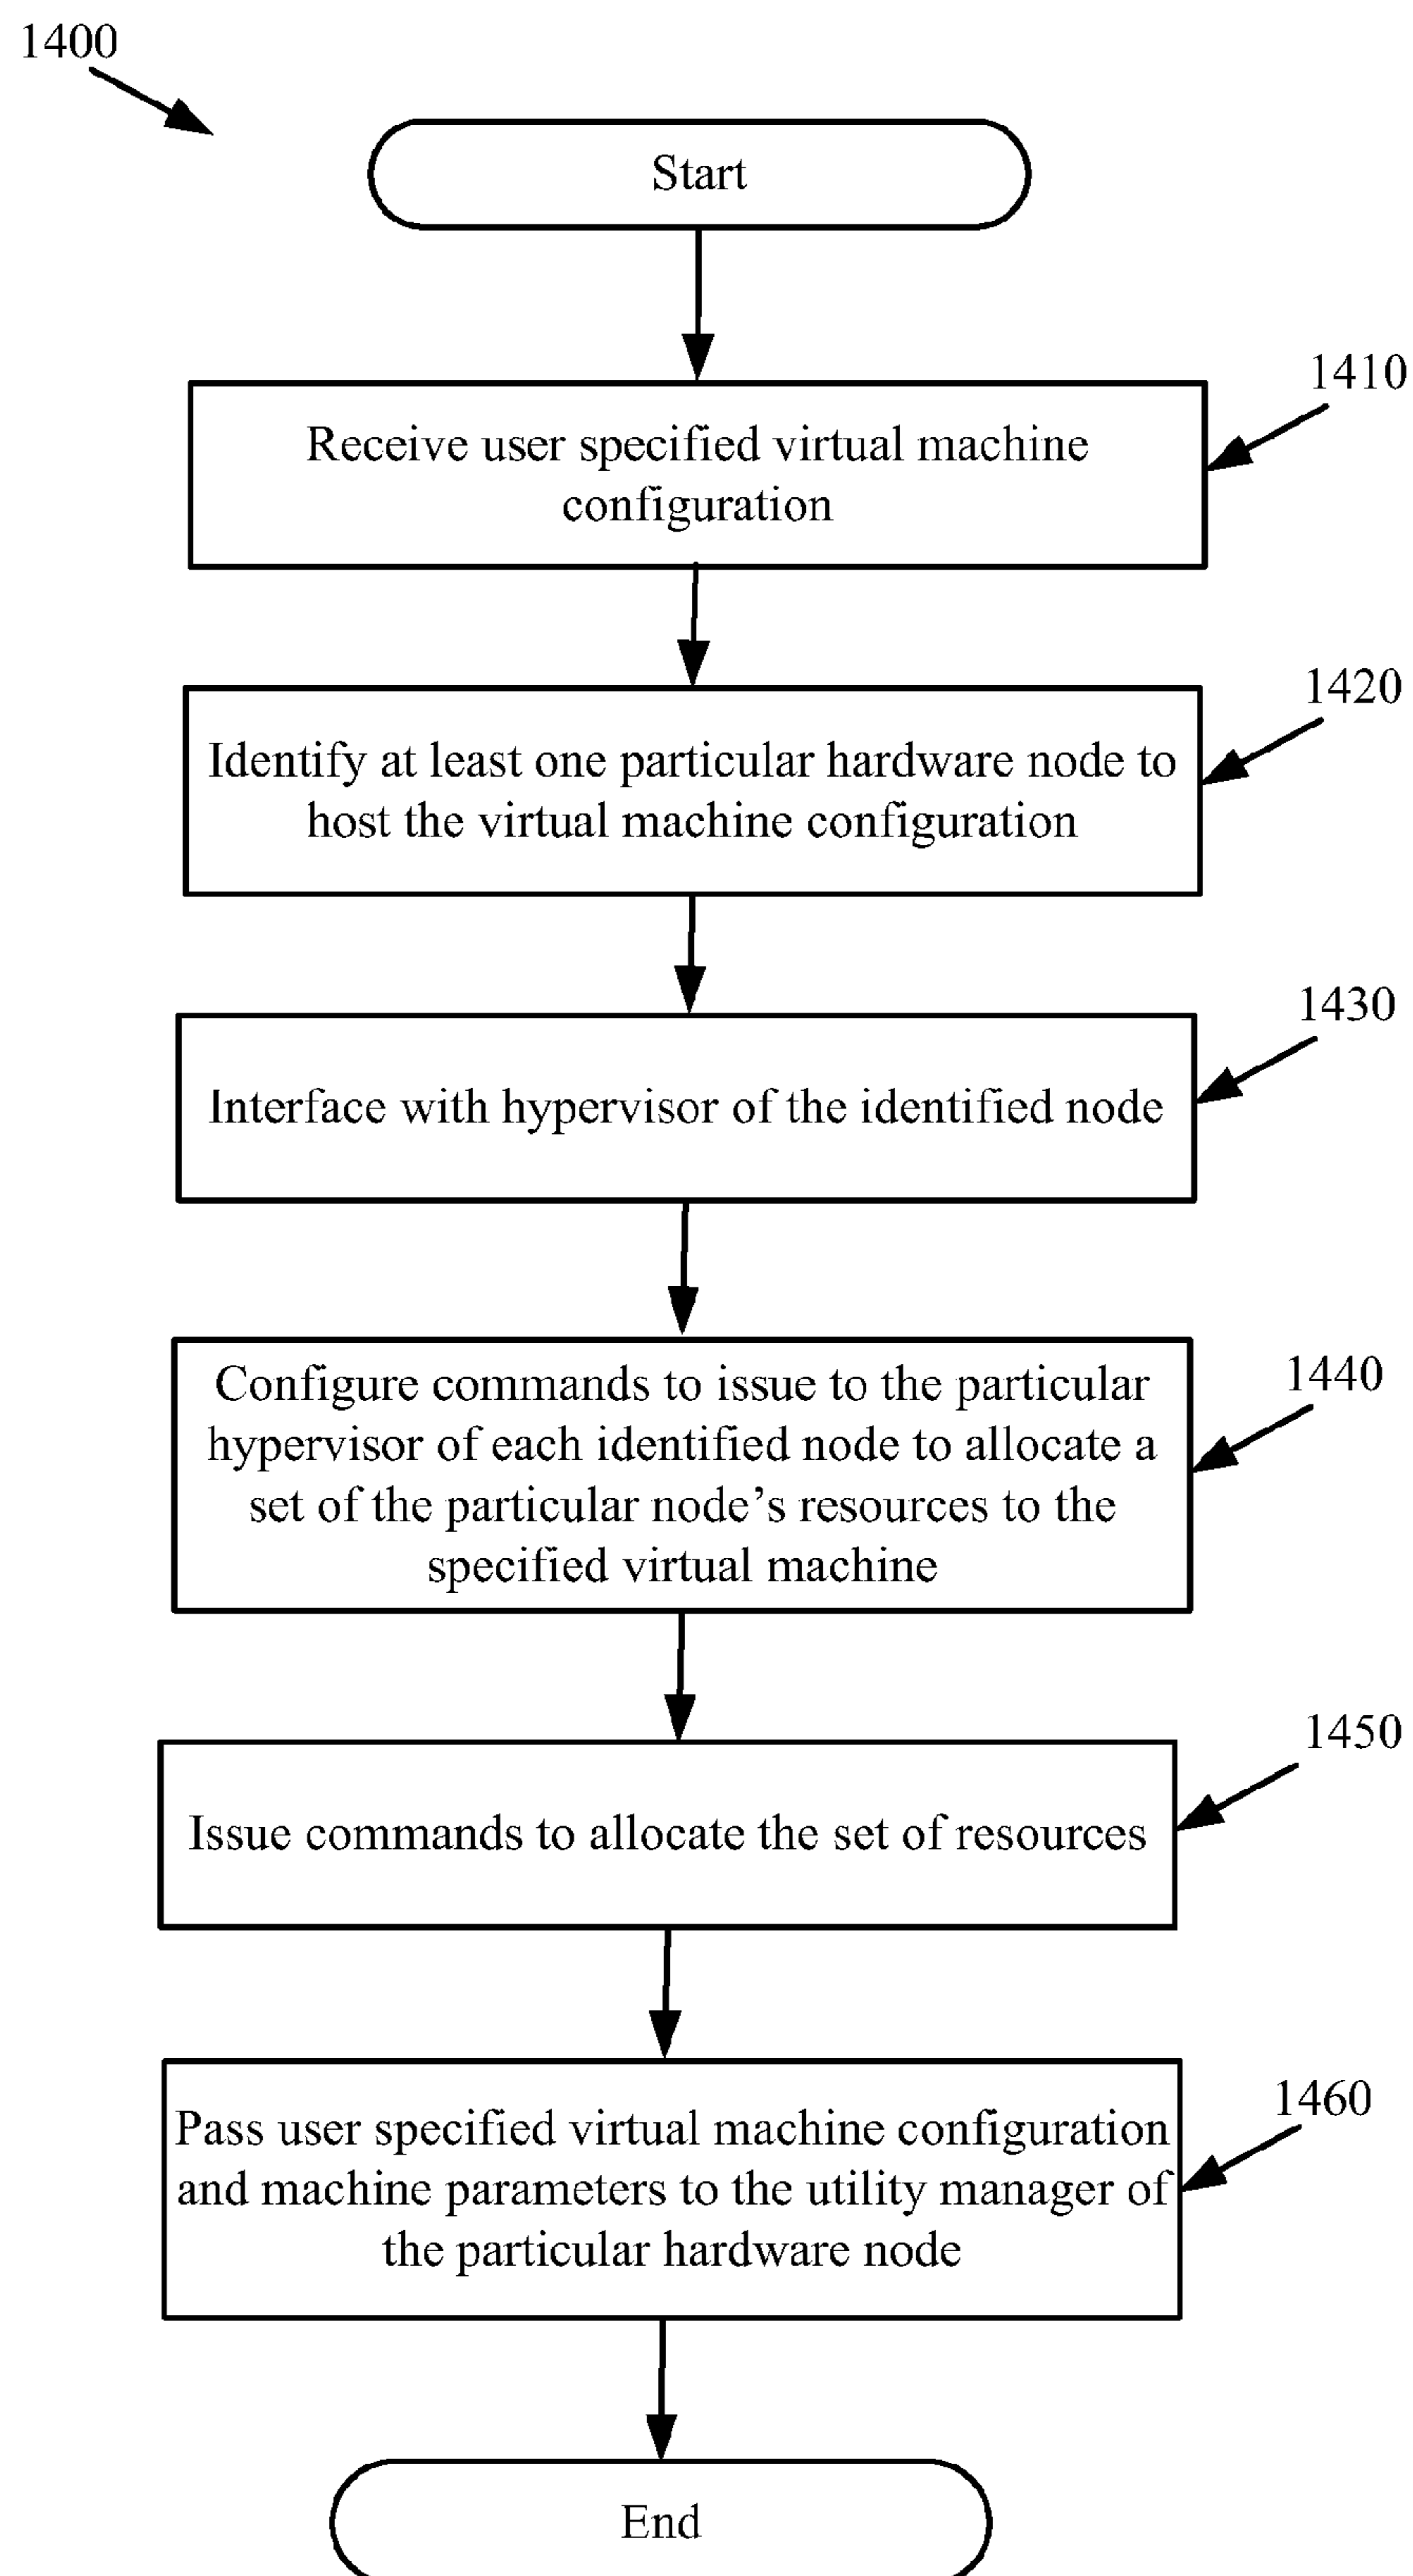 1400
Start
1410
Receive user specified virtual machine
configuration
1420
Identify at least one particular hardware node to
host the virtual machine configuration
1430
Interface with hypervisor of the identified node
1440
Configure commands to issue to the particular
hypervisor of each identified node to allocate a
set of the particular node’s resources to the
specified virtual machine
1450
Issue commands to allocate the set of resources
1460
Pass user specified virtual machine configuration
and machine parameters to the utility manager of
the particular hardware node
End